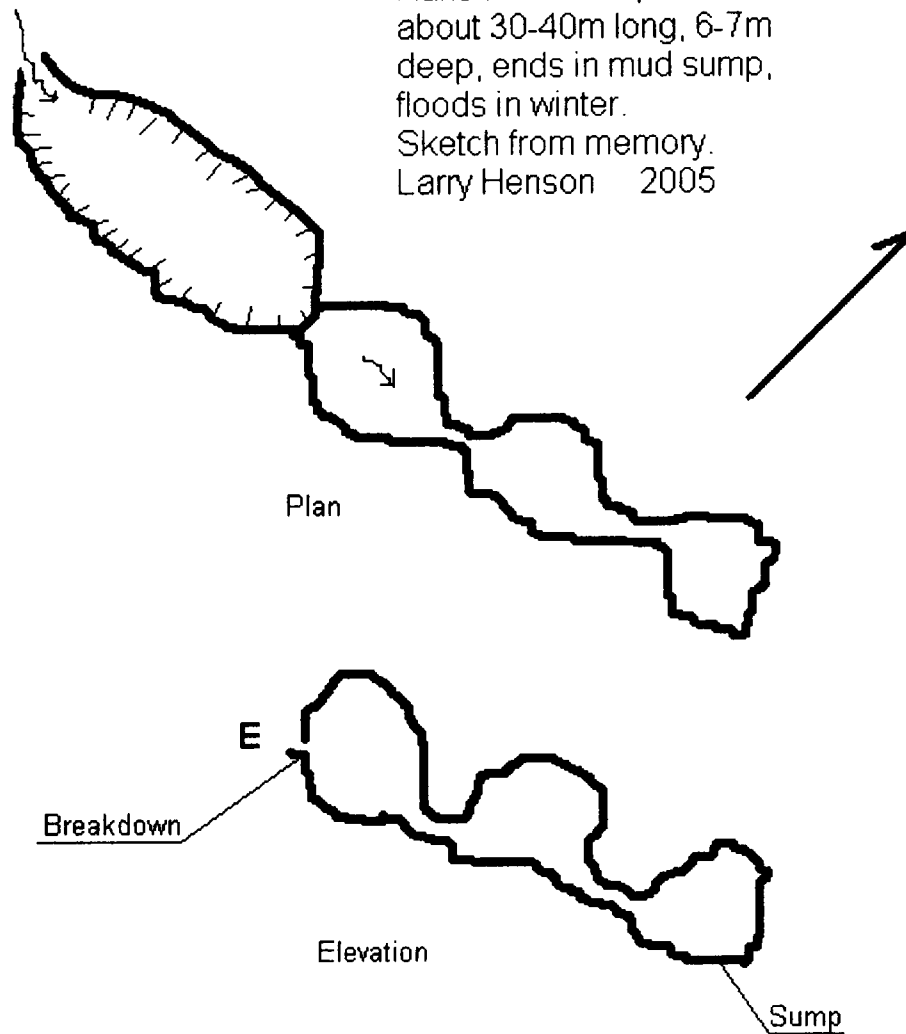 about 30-40m long, 6-7m
deep, ends in mud sump,
floods in winter.
Sketch from memory.
Larry Henson 2005
Plan
E
Breakdown
Elevation
Sump